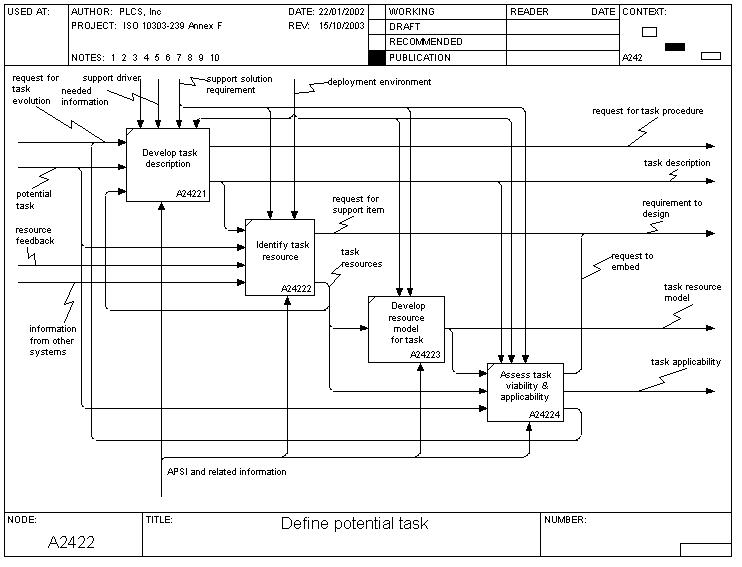 USED AT:
AUTHOR: PLCS, Inc
DATE: 22/01/2002
PROJECT: ISO 10303-239 Annex F
REV: 15/10/2003
NOTES: 1 2 3 4 5 6 7 8 9 10
WORKING
DRAFT
RECOMMENDED
PUBLICATION
READER
DATE
CONTEXT:
A242
request for
task
evolution
support driver
needed
information
support solution
requirement
deployment environment
request for task procedure
Develop task
description
A24221
task description
potential
task
request for
support item
requirement to
design
resource
feedback
Identify task
resource
A24222
task
resources
request to
embed
information
from other
systems
Develop
resource
model
for task
A24223
task resource
model
Assess task
viability &
applicability
A24224
task applicability
APSI and related information
NODE:
A2422
TITLE:
Define potential task
NUMBER: